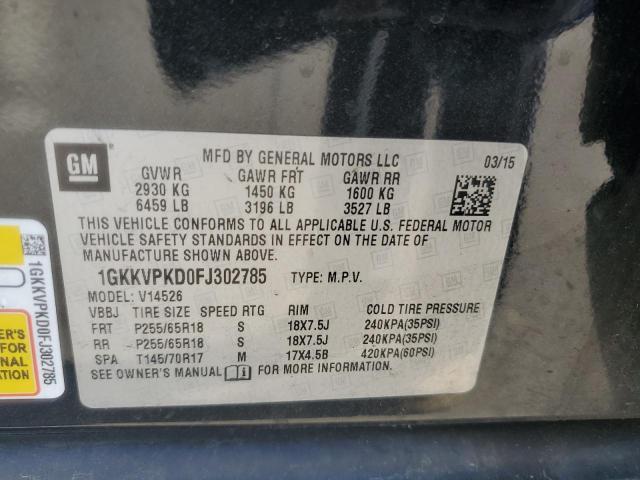 GM
MFD BY GENERAL MOTORS LLC 03/15
GVWR GAWR FRT GAWR RR
2930 KG 1450 KG 1600 KG
6459 LB 3196 LB 3527 LB
THIS VEHICLE CONFORMS TO ALL APPLICABLE U.S. FEDERAL MOTOR
VEHICLE SAFETY STANDARDS IN EFFECT ON THE DATE OF
MANUFACTURE SHOWN ABOVE.
1GKKVPKD0FJ302785 TYPE: M.P.V.
MODEL: V14526
VBBJ TIRE SIZE SPEED RTG RIM COLD TIRE PRESSURE
FRT P255/65R18 S 18X7.5J 240KPA(35PSI)
RR P255/65R18 S 18X7.5J 240KPA(35PSI)
SPA T145/70R17 M 17X4.5B 420KPA(60PSI)
SEE OWNER'S MANUAL FOR MORE INFORMATION.
1GKKVPKD0FJ302785
ER'S
FOR
NAL
ATION